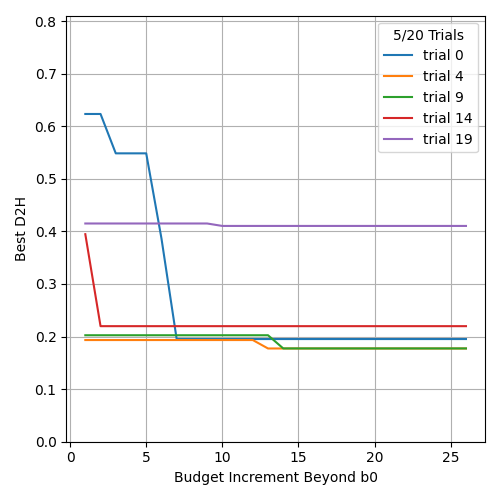 5/20 Trials
trial 0
trial 4
trial 9
trial 14
trial 19
Best D2H
0.8
0.7
0.6
0.5
0.4
0.3
0.2
0.1
0.0
0
5
10
15
20
25
Budget Increment Beyond b0